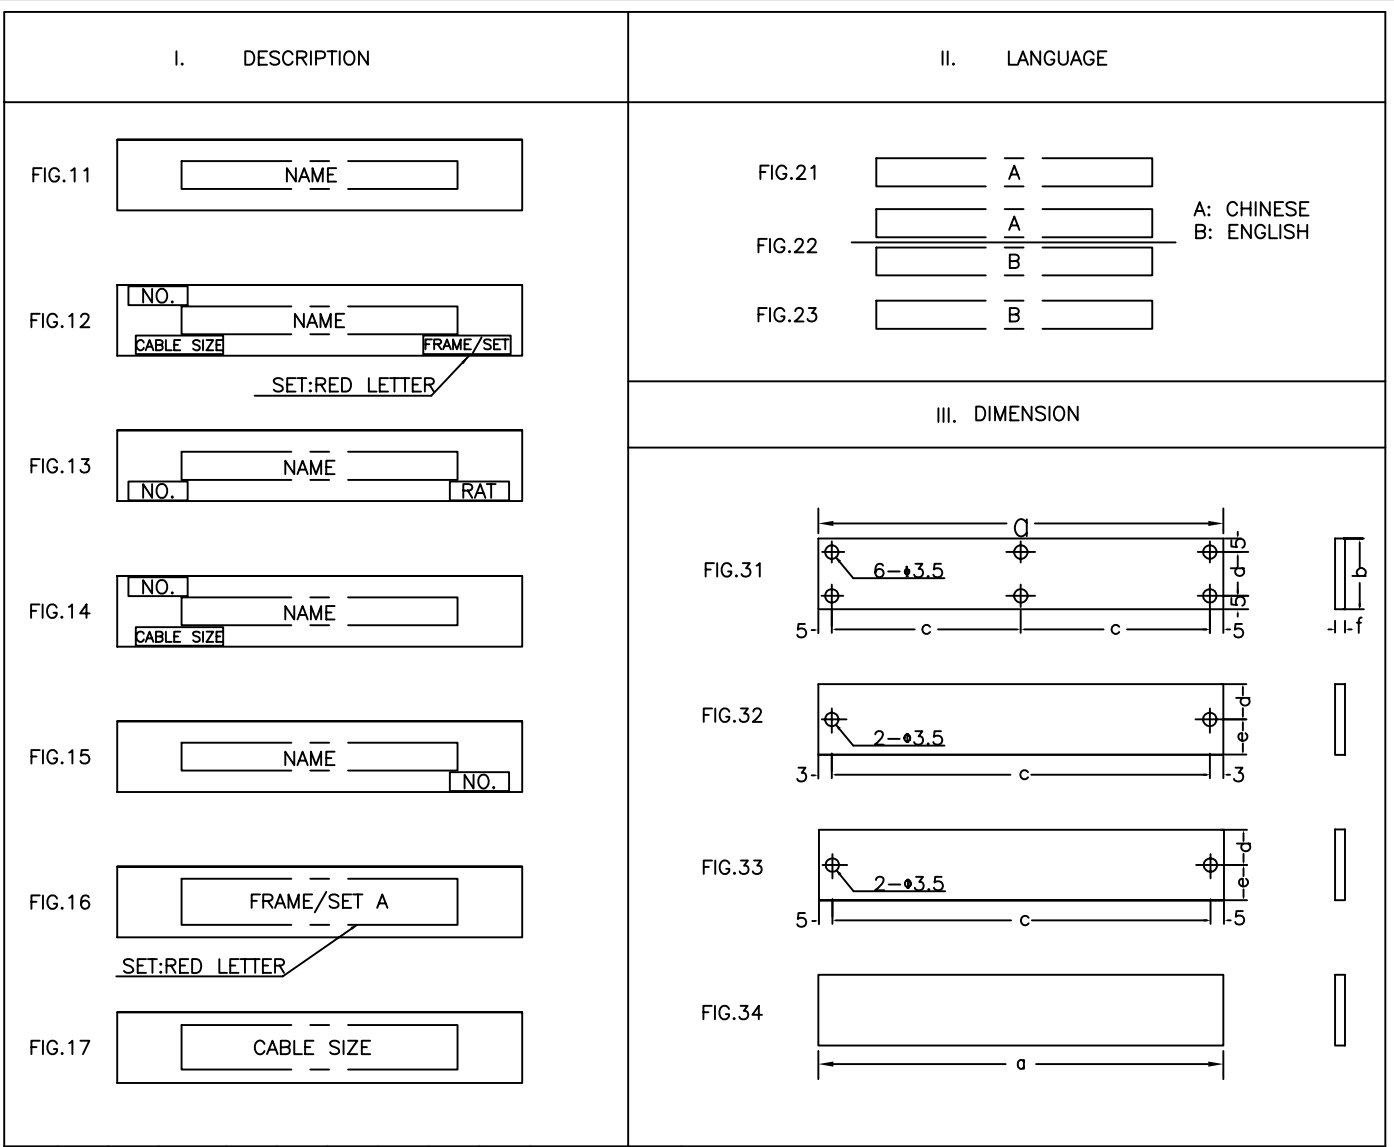 I. DESCRIPTION
FIG.11
NAME
FIG.12
NO.
NAME
CABLE SIZE
FRAME/SET
SET:RED LETTER
FIG.13
NAME
NO.
RAT
FIG.14
NO.
NAME
CABLE SIZE
FIG.15
NAME
NO.
FIG.16
FRAME/SET A
SET:RED LETTER
FIG.17
CABLE SIZE
II. LANGUAGE
FIG.21
A
FIG.22
A
B
A: CHINESE
B: ENGLISH
FIG.23
B
III. DIMENSION
FIG.31
a
6-Φ3.5
5
d
5
b
5
c
c
5
f
FIG.32
2-Φ3.5
d
e
3
c
3
FIG.33
2-Φ3.5
d
e
5
c
5
FIG.34
a